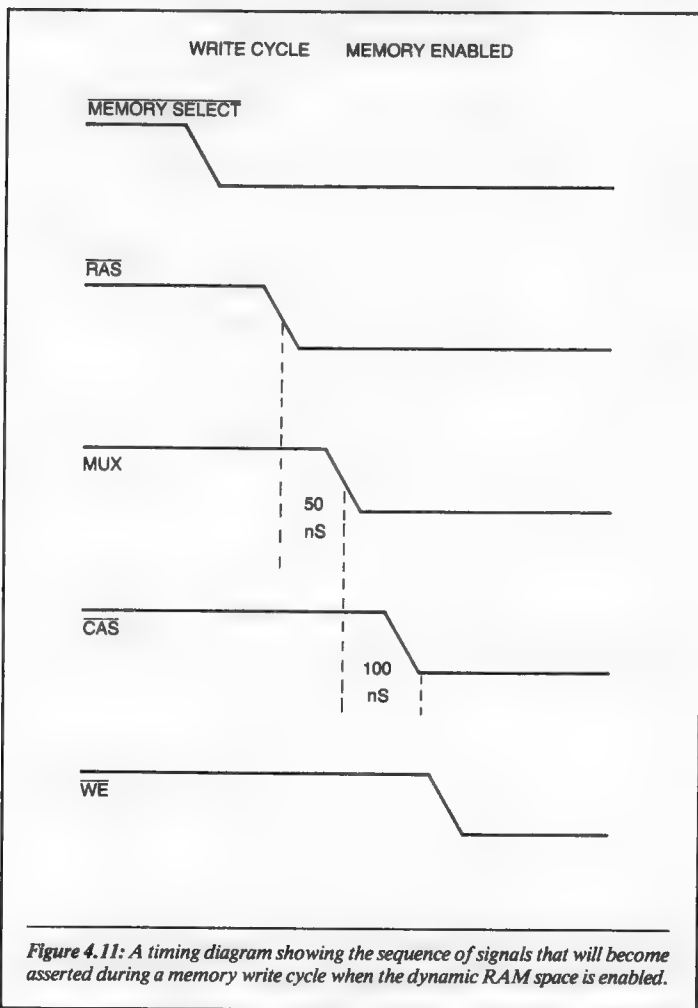 WRITE CYCLE MEMORY ENABLED
MEMORY SELECT
RAS
MUX
50
nS
CAS
100
nS
WE
Figure 4.11: A timing diagram showing the sequence of signals that will become
asserted during a memory write cycle when the dynamic RAM space is enabled.